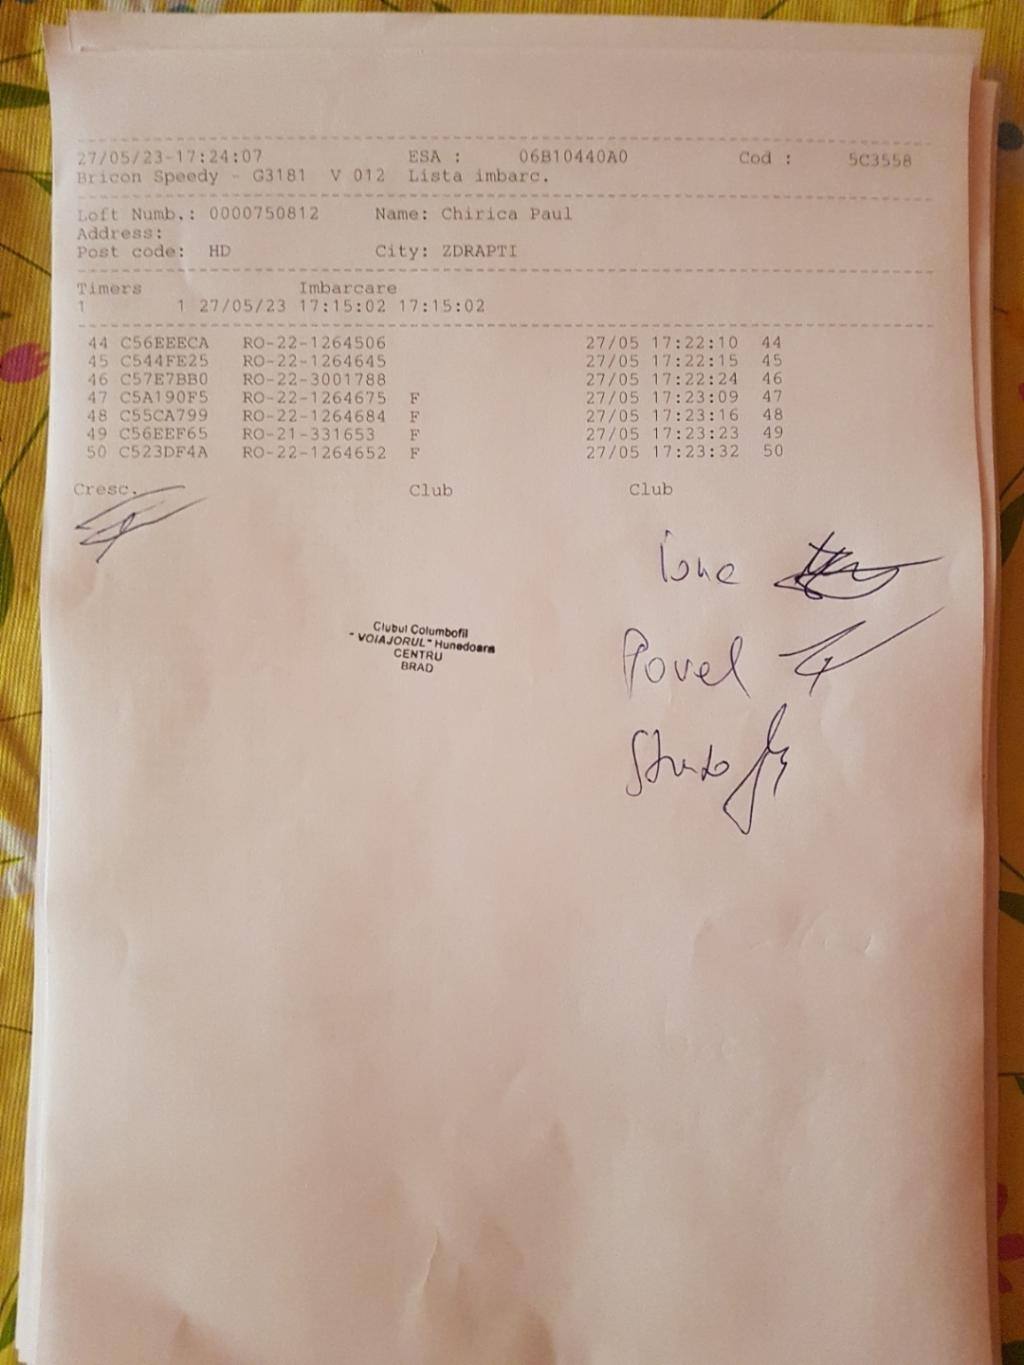 27/05/23-17:24:07 ESA : 06B10440A0 Cod : 5C3558
Bricon Speedy - G3181 V 012 Lista imbarc.
Loft Numb.: 0000750812 Name: Chirica Paul
Address:
Post code: HD City: ZDRAPTI
Timers Imbarcare
1 1 27/05/23 17:15:02 17:15:02
44 C56EEECA RO-22-1264506 27/05 17:22:10 44
45 C544FE25 RO-22-1264645 27/05 17:22:15 45
46 C57E7BB0 RO-22-3001788 27/05 17:22:24 46
47 C5A190F5 RO-22-1264675 F 27/05 17:23:09 47
48 C55CA799 RO-22-1264684 F 27/05 17:23:16 48
49 C56EEF65 RO-21-331653 F 27/05 17:23:23 49
50 C523DF4A RO-22-1264652 F 27/05 17:23:32 50
Cresc. Club Club
Clubul Columbofil
- "VOIAJORUL" Hunedoara
CENTRU
BRAD